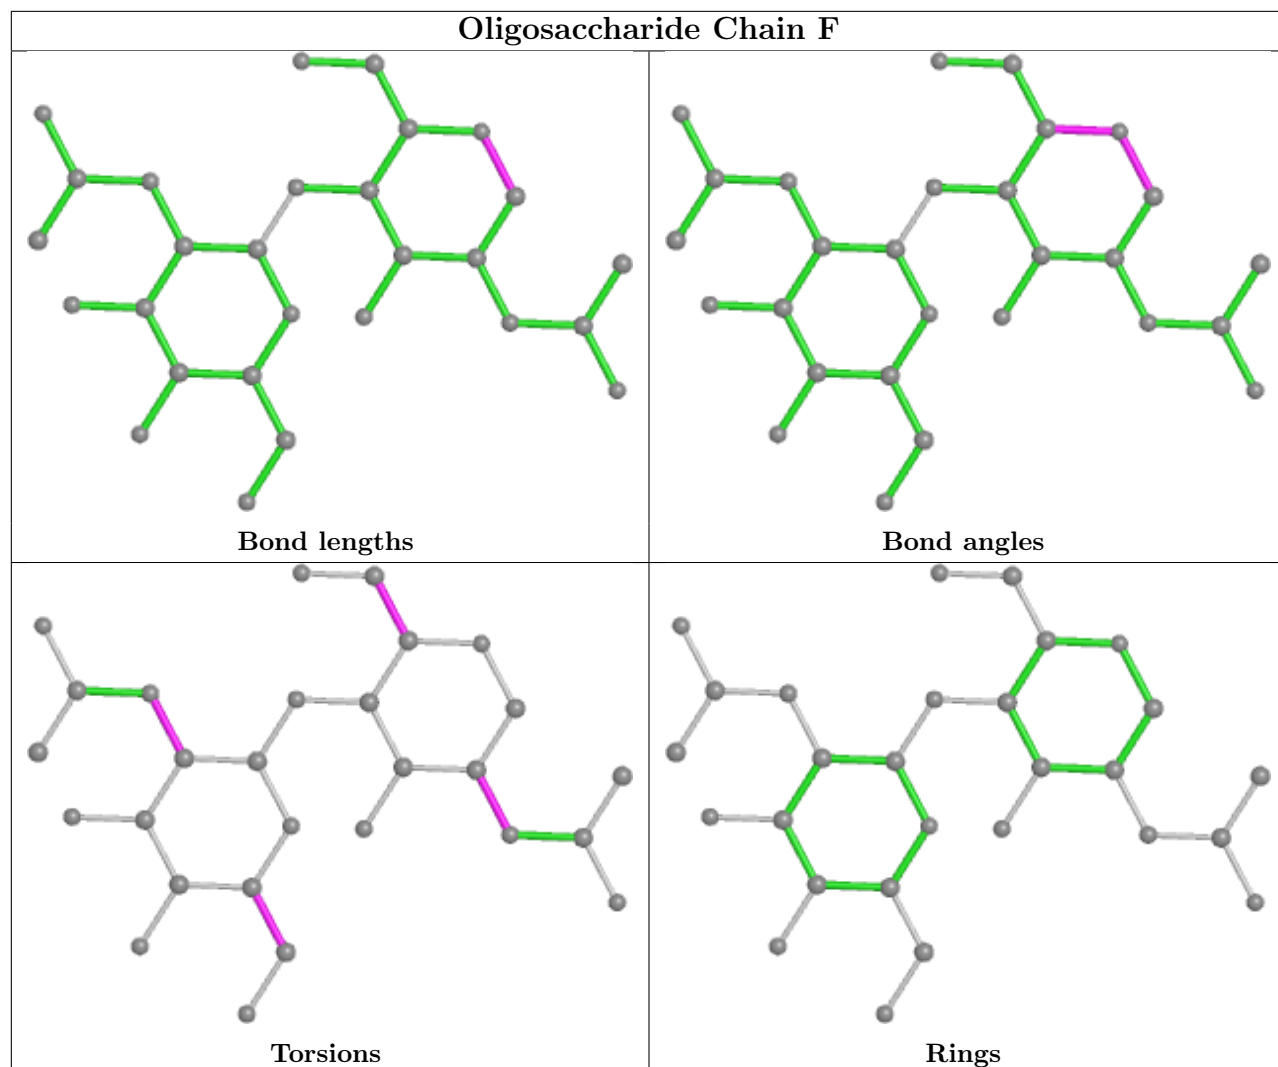 Oligosaccharide Chain F
Bond lengths
Bond angles
Torsions
Rings